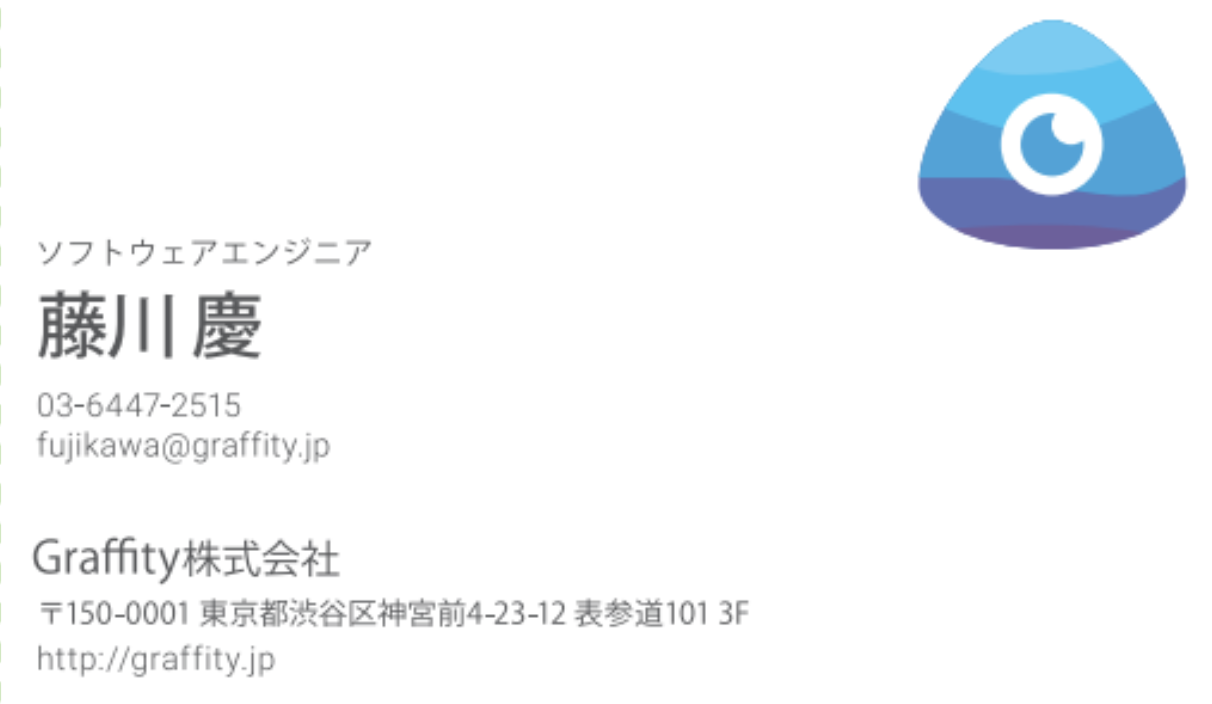 ソフトウェアエンジニア
藤川 慶
03-6447-2515
fujikawa@graffity.jp
Graffity株式会社
〒150-0001 東京都渋谷区神宮前4-23-12 表参道101 3F
http://graffity.jp